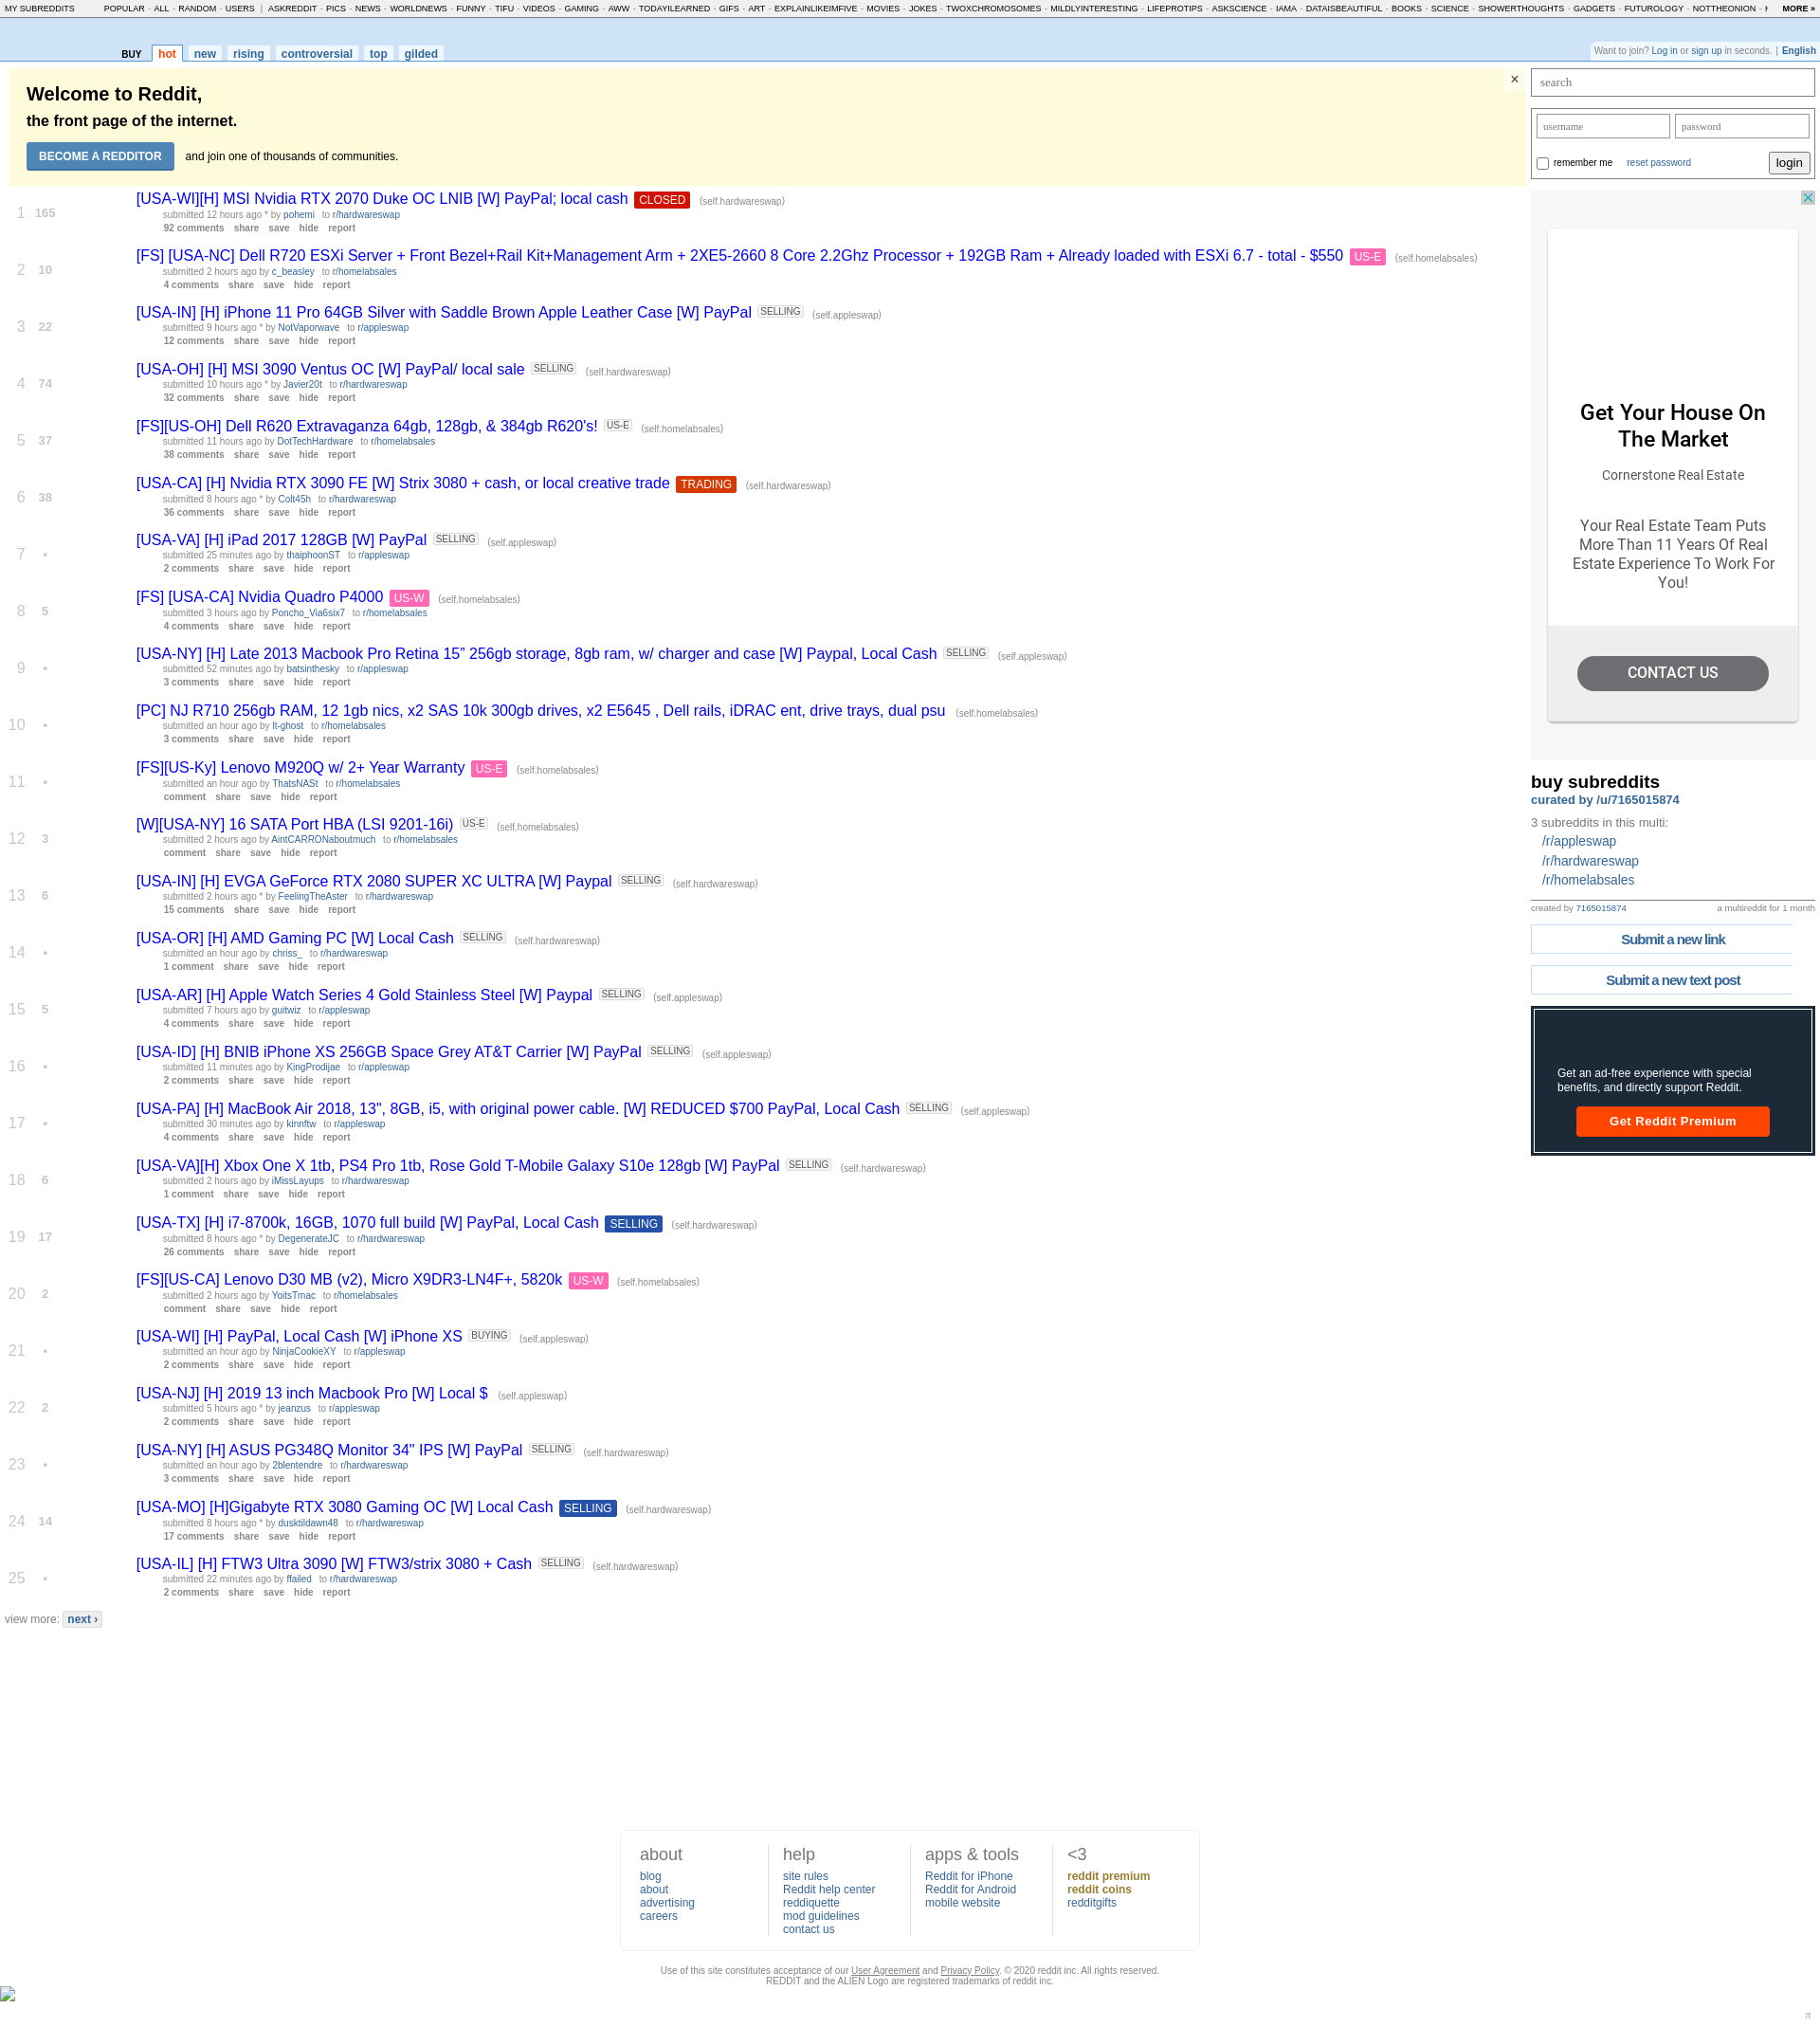 MY SUBREDDITS POPULAR - ALL - RANDOM - USERS | ASKREDDIT - PICS - NEWS - WORLDNEWS - FUNNY - TIFU - VIDEOS - GAMING - AWW - TODAYILEARNED - GIFS - ART - EXPLAINLIKEIMFIVE - MOVIES - JOKES - TWOXCHROMOSOMES - MILDLYINTERESTING - LIFEPROTIPS - ASKSCIENCE - IAMA - DATAISBEAUTIFUL - BOOKS - SCIENCE - SHOWERTHOUGHTS - GADGETS - FUTUROLOGY - NOTTHEONION - MORE »
BUY hot new rising controversial top gilded
Want to join? Log in or sign up in seconds. | English
Welcome to Reddit,
the front page of the internet.
BECOME A REDDITOR and join one of thousands of communities.
×
1 165 [USA-WI][H] MSI Nvidia RTX 2070 Duke OC LNIB [W] PayPal; local cash CLOSED (self.hardwareswap)
submitted 12 hours ago * by pohemi to r/hardwareswap
92 comments share save hide report
2 10 [FS] [USA-NC] Dell R720 ESXi Server + Front Bezel+Rail Kit+Management Arm + 2XE5-2660 8 Core 2.2Ghz Processor + 192GB Ram + Already loaded with ESXi 6.7 - total - $550 US-E (self.homelabsales)
submitted 2 hours ago by c_beasley to r/homelabsales
4 comments share save hide report
3 22 [USA-IN] [H] iPhone 11 Pro 64GB Silver with Saddle Brown Apple Leather Case [W] PayPal SELLING (self.appleswap)
submitted 9 hours ago * by NotVaporwave to r/appleswap
12 comments share save hide report
4 74 [USA-OH] [H] MSI 3090 Ventus OC [W] PayPal/ local sale SELLING (self.hardwareswap)
submitted 10 hours ago * by Javier20t to r/hardwareswap
32 comments share save hide report
5 37 [FS][US-OH] Dell R620 Extravaganza 64gb, 128gb, & 384gb R620's! US-E (self.homelabsales)
submitted 11 hours ago by DotTechHardware to r/homelabsales
38 comments share save hide report
6 38 [USA-CA] [H] Nvidia RTX 3090 FE [W] Strix 3080 + cash, or local creative trade TRADING (self.hardwareswap)
submitted 8 hours ago * by Colt45h to r/hardwareswap
36 comments share save hide report
7 • [USA-VA] [H] iPad 2017 128GB [W] PayPal SELLING (self.appleswap)
submitted 25 minutes ago by thaiphoonST to r/appleswap
2 comments share save hide report
8 5 [FS] [USA-CA] Nvidia Quadro P4000 US-W (self.homelabsales)
submitted 3 hours ago by Poncho_Via6six7 to r/homelabsales
4 comments share save hide report
9 • [USA-NY] [H] Late 2013 Macbook Pro Retina 15” 256gb storage, 8gb ram, w/ charger and case [W] Paypal, Local Cash SELLING (self.appleswap)
submitted 52 minutes ago by batsinthesky to r/appleswap
3 comments share save hide report
10 • [PC] NJ R710 256gb RAM, 12 1gb nics, x2 SAS 10k 300gb drives, x2 E5645 , Dell rails, iDRAC ent, drive trays, dual psu (self.homelabsales)
submitted an hour ago by lt-ghost to r/homelabsales
3 comments share save hide report
11 • [FS][US-Ky] Lenovo M920Q w/ 2+ Year Warranty US-E (self.homelabsales)
submitted an hour ago by ThatsNASt to r/homelabsales
comment share save hide report
12 3 [W][USA-NY] 16 SATA Port HBA (LSI 9201-16i) US-E (self.homelabsales)
submitted 2 hours ago by AintCARRONaboutmuch to r/homelabsales
comment share save hide report
13 6 [USA-IN] [H] EVGA GeForce RTX 2080 SUPER XC ULTRA [W] Paypal SELLING (self.hardwareswap)
submitted 2 hours ago * by FeelingTheAster to r/hardwareswap
15 comments share save hide report
14 • [USA-OR] [H] AMD Gaming PC [W] Local Cash SELLING (self.hardwareswap)
submitted an hour ago by chriss_ to r/hardwareswap
1 comment share save hide report
15 5 [USA-AR] [H] Apple Watch Series 4 Gold Stainless Steel [W] Paypal SELLING (self.appleswap)
submitted 7 hours ago by guitwiz to r/appleswap
4 comments share save hide report
16 • [USA-ID] [H] BNIB iPhone XS 256GB Space Grey AT&T Carrier [W] PayPal SELLING (self.appleswap)
submitted 11 minutes ago by KingProdijae to r/appleswap
2 comments share save hide report
17 • [USA-PA] [H] MacBook Air 2018, 13", 8GB, i5, with original power cable. [W] REDUCED $700 PayPal, Local Cash SELLING (self.appleswap)
submitted 30 minutes ago by kinnftw to r/appleswap
4 comments share save hide report
18 6 [USA-VA][H] Xbox One X 1tb, PS4 Pro 1tb, Rose Gold T-Mobile Galaxy S10e 128gb [W] PayPal SELLING (self.hardwareswap)
submitted 2 hours ago by iMissLayups to r/hardwareswap
1 comment share save hide report
19 17 [USA-TX] [H] i7-8700k, 16GB, 1070 full build [W] PayPal, Local Cash SELLING (self.hardwareswap)
submitted 8 hours ago * by DegenerateJC to r/hardwareswap
26 comments share save hide report
20 2 [FS][US-CA] Lenovo D30 MB (v2), Micro X9DR3-LN4F+, 5820k US-W (self.homelabsales)
submitted 2 hours ago by YoitsTmac to r/homelabsales
comment share save hide report
21 • [USA-WI] [H] PayPal, Local Cash [W] iPhone XS BUYING (self.appleswap)
submitted an hour ago by NinjaCookieXY to r/appleswap
2 comments share save hide report
22 2 [USA-NJ] [H] 2019 13 inch Macbook Pro [W] Local $ (self.appleswap)
submitted 5 hours ago * by jeanzus to r/appleswap
2 comments share save hide report
23 • [USA-NY] [H] ASUS PG348Q Monitor 34" IPS [W] PayPal SELLING (self.hardwareswap)
submitted an hour ago by 2blentendre to r/hardwareswap
3 comments share save hide report
24 14 [USA-MO] [H]Gigabyte RTX 3080 Gaming OC [W] Local Cash SELLING (self.hardwareswap)
submitted 8 hours ago * by dusktildawn48 to r/hardwareswap
17 comments share save hide report
25 • [USA-IL] [H] FTW3 Ultra 3090 [W] FTW3/strix 3080 + Cash SELLING (self.hardwareswap)
submitted 22 minutes ago by ffailed to r/hardwareswap
2 comments share save hide report
view more: next ›
search
username password
remember me reset password login
Get Your House On
The Market
Cornerstone Real Estate
Your Real Estate Team Puts
More Than 11 Years Of Real
Estate Experience To Work For
You!
CONTACT US
buy subreddits
curated by /u/7165015874
3 subreddits in this multi:
/r/appleswap
/r/hardwareswap
/r/homelabsales
created by 7165015874 a multireddit for 1 month
Submit a new link
Submit a new text post
Get an ad-free experience with special
benefits, and directly support Reddit.
Get Reddit Premium
about
blog
about
advertising
careers
help
site rules
Reddit help center
reddiquette
mod guidelines
contact us
apps & tools
Reddit for iPhone
Reddit for Android
mobile website
<3
reddit premium
reddit coins
redditgifts
Use of this site constitutes acceptance of our User Agreement and Privacy Policy. © 2020 reddit inc. All rights reserved.
REDDIT and the ALIEN Logo are registered trademarks of reddit inc.
π